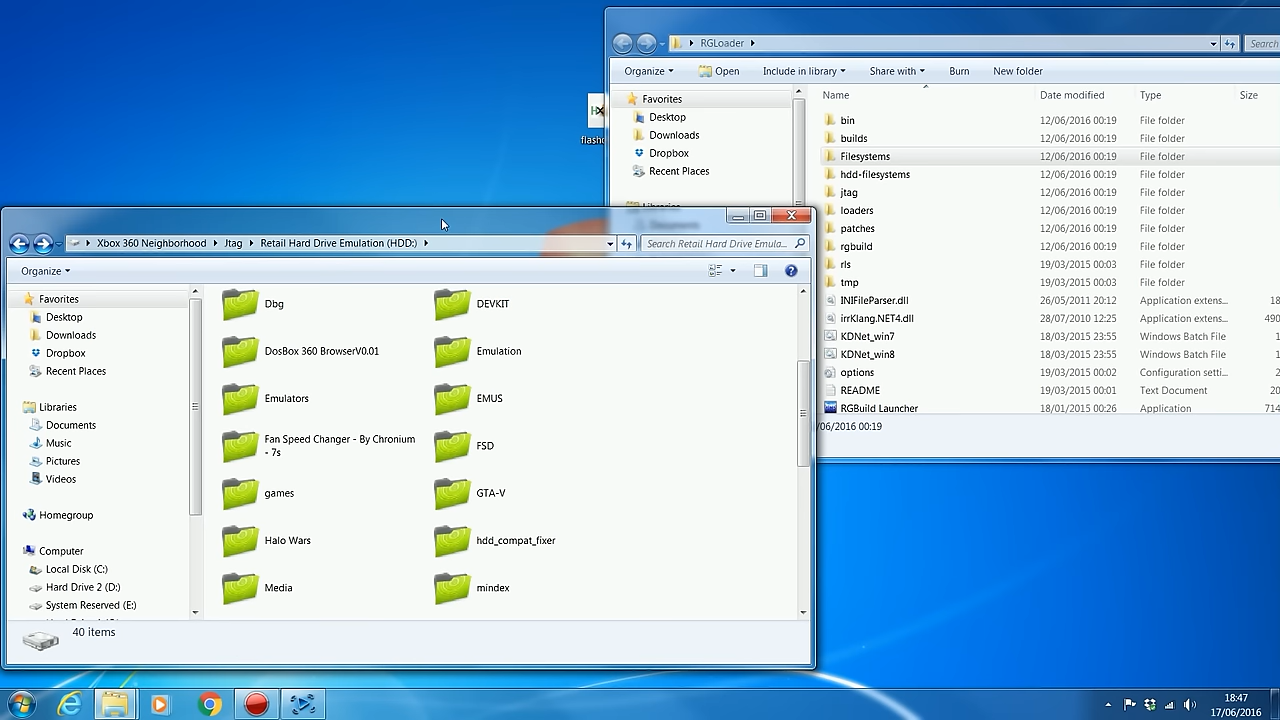 RGLoader
Search
Organize Open Include in library Share with Burn New folder
Favorites
Desktop
Downloads
Dropbox
Recent Places
Name Date modified Type Size
bin 12/06/2016 00:19 File folder
builds 12/06/2016 00:19 File folder
Filesystems 12/06/2016 00:19 File folder
hdd-filesystems 12/06/2016 00:19 File folder
jtag 12/06/2016 00:19 File folder
loaders 12/06/2016 00:19 File folder
patches 12/06/2016 00:19 File folder
rgbuild 12/06/2016 00:19 File folder
rls 19/03/2015 00:03 File folder
tmp 19/03/2015 00:03 File folder
INIFileParser.dll 26/05/2011 20:12 Application extens... 18
irrKlang.NET4.dll 28/07/2010 12:25 Application extens... 490
KDNet_win7 18/03/2015 23:55 Windows Batch File 1
KDNet_win8 18/03/2015 23:55 Windows Batch File 1
options 19/03/2015 00:02 Configuration setti... 2
README 19/03/2015 00:01 Text Document 20
RGBuild Launcher 18/01/2015 00:26 Application 714
/06/2016 00:19
Xbox 360 Neighborhood Jtag Retail Hard Drive Emulation (HDD:)
Search Retail Hard Drive Emula...
Organize
Favorites
Desktop
Downloads
Dropbox
Recent Places
Libraries
Documents
Music
Pictures
Videos
Homegroup
Computer
Local Disk (C:)
Hard Drive 2 (D:)
System Reserved (E:)
Dbg DEVKIT
DosBox 360 BrowserV0.01 Emulation
Emulators EMUS
Fan Speed Changer - By Chronium
- 7s
FSD
games GTA-V
Halo Wars hdd_compat_fixer
Media mindex
40 items
18:47
17/06/2016